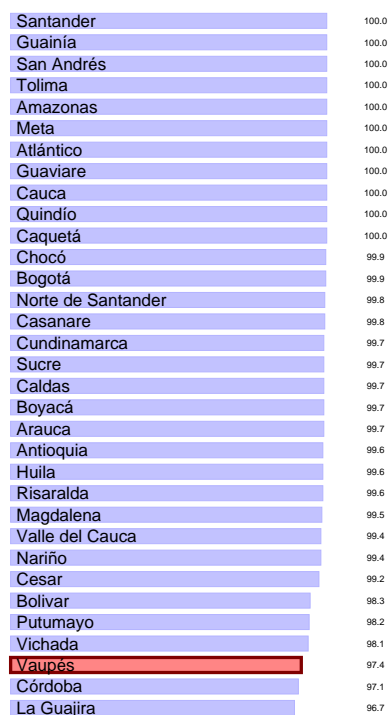 Santander 100.0
Guainía 100.0
San Andrés 100.0
Tolima 100.0
Amazonas 100.0
Meta 100.0
Atlántico 100.0
Guaviare 100.0
Cauca 100.0
Quindío 100.0
Caquetá 100.0
Chocó 99.9
Bogotá 99.9
Norte de Santander 99.8
Casanare 99.8
Cundinamarca 99.7
Sucre 99.7
Caldas 99.7
Boyacá 99.7
Arauca 99.7
Antioquia 99.6
Huila 99.6
Risaralda 99.6
Magdalena 99.5
Valle del Cauca 99.4
Nariño 99.4
Cesar 99.2
Bolivar 98.3
Putumayo 98.2
Vichada 98.1
Vaupés 97.4
Córdoba 97.1
La Guajira 96.7